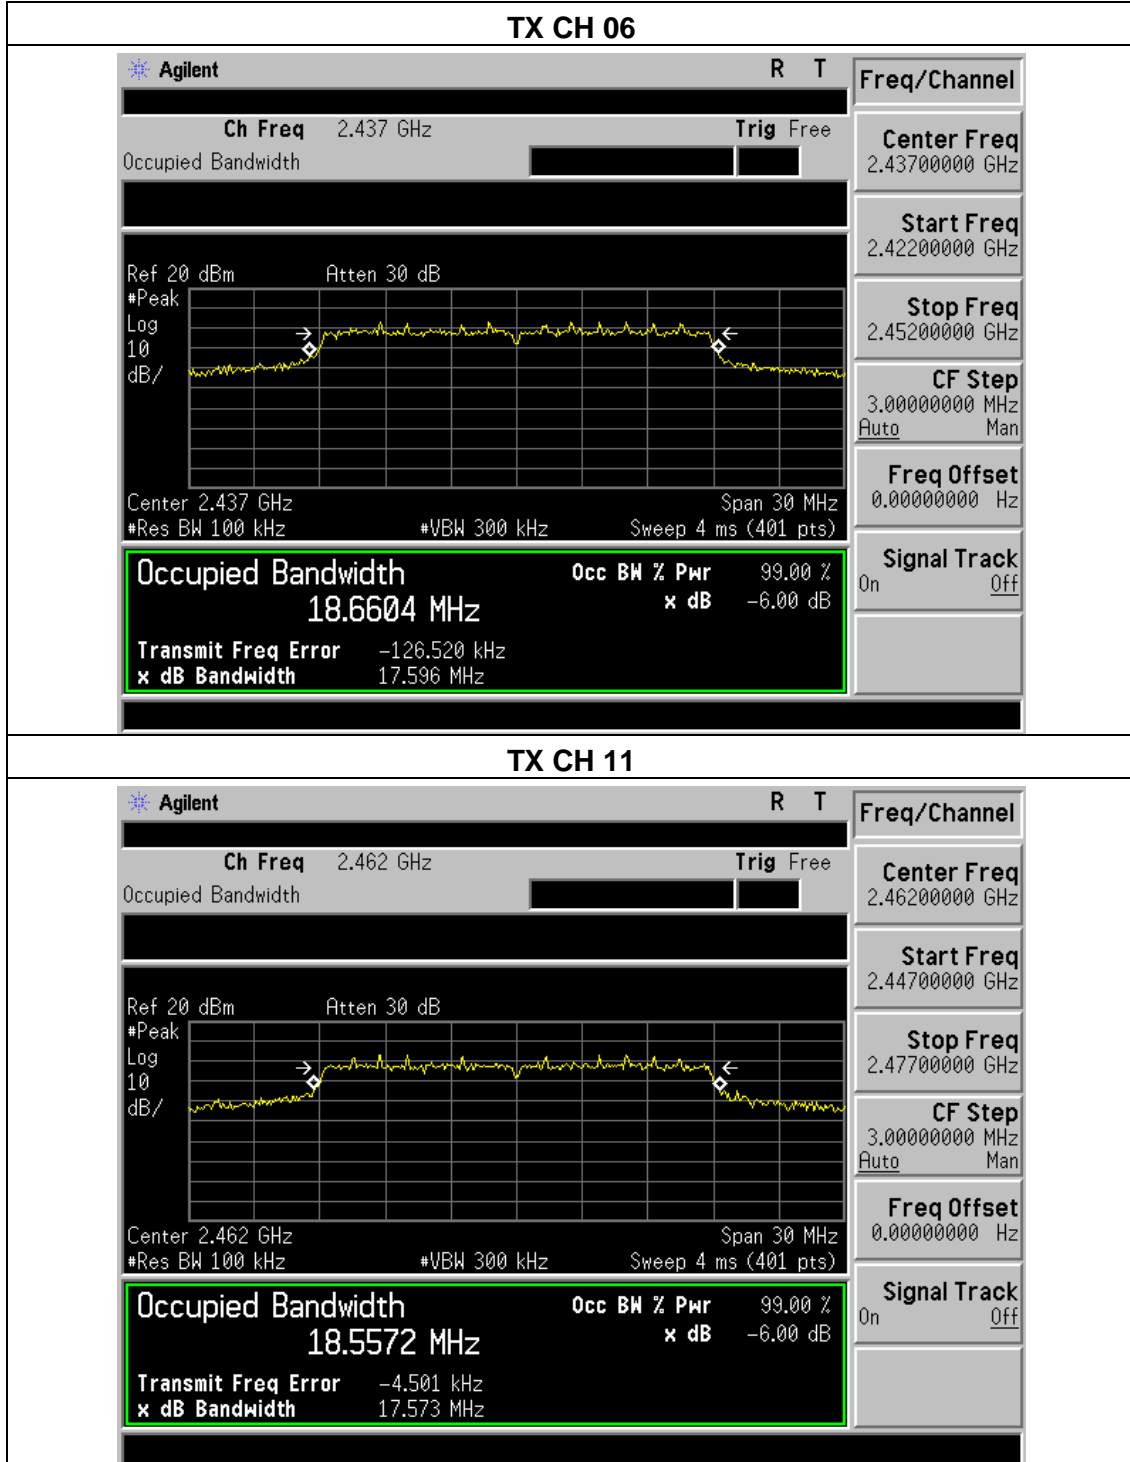 TX CH 06
Agilent R T
Freq/Channel
Ch Freq 2.437 GHz Trig Free
Occupied Bandwidth
Center Freq
2.43700000 GHz
Start Freq
2.42200000 GHz
Stop Freq
2.45200000 GHz
CF Step
3.00000000 MHz
Auto Man
Freq Offset
0.00000000 Hz
Signal Track
On Off
Ref 20 dBm Atten 30 dB
#Peak
Log
10
dB/
Center 2.437 GHz Span 30 MHz
#Res BW 100 kHz #VBW 300 kHz Sweep 4 ms (401 pts)
Occupied Bandwidth Occ BW % Pwr 99.00 %
18.6604 MHz x dB -6.00 dB
Transmit Freq Error -126.520 kHz
x dB Bandwidth 17.596 MHz
TX CH 11
Agilent R T
Freq/Channel
Ch Freq 2.462 GHz Trig Free
Occupied Bandwidth
Center Freq
2.46200000 GHz
Start Freq
2.44700000 GHz
Stop Freq
2.47700000 GHz
CF Step
3.00000000 MHz
Auto Man
Freq Offset
0.00000000 Hz
Signal Track
On Off
Ref 20 dBm Atten 30 dB
#Peak
Log
10
dB/
Center 2.462 GHz Span 30 MHz
#Res BW 100 kHz #VBW 300 kHz Sweep 4 ms (401 pts)
Occupied Bandwidth Occ BW % Pwr 99.00 %
18.5572 MHz x dB -6.00 dB
Transmit Freq Error -4.501 kHz
x dB Bandwidth 17.573 MHz